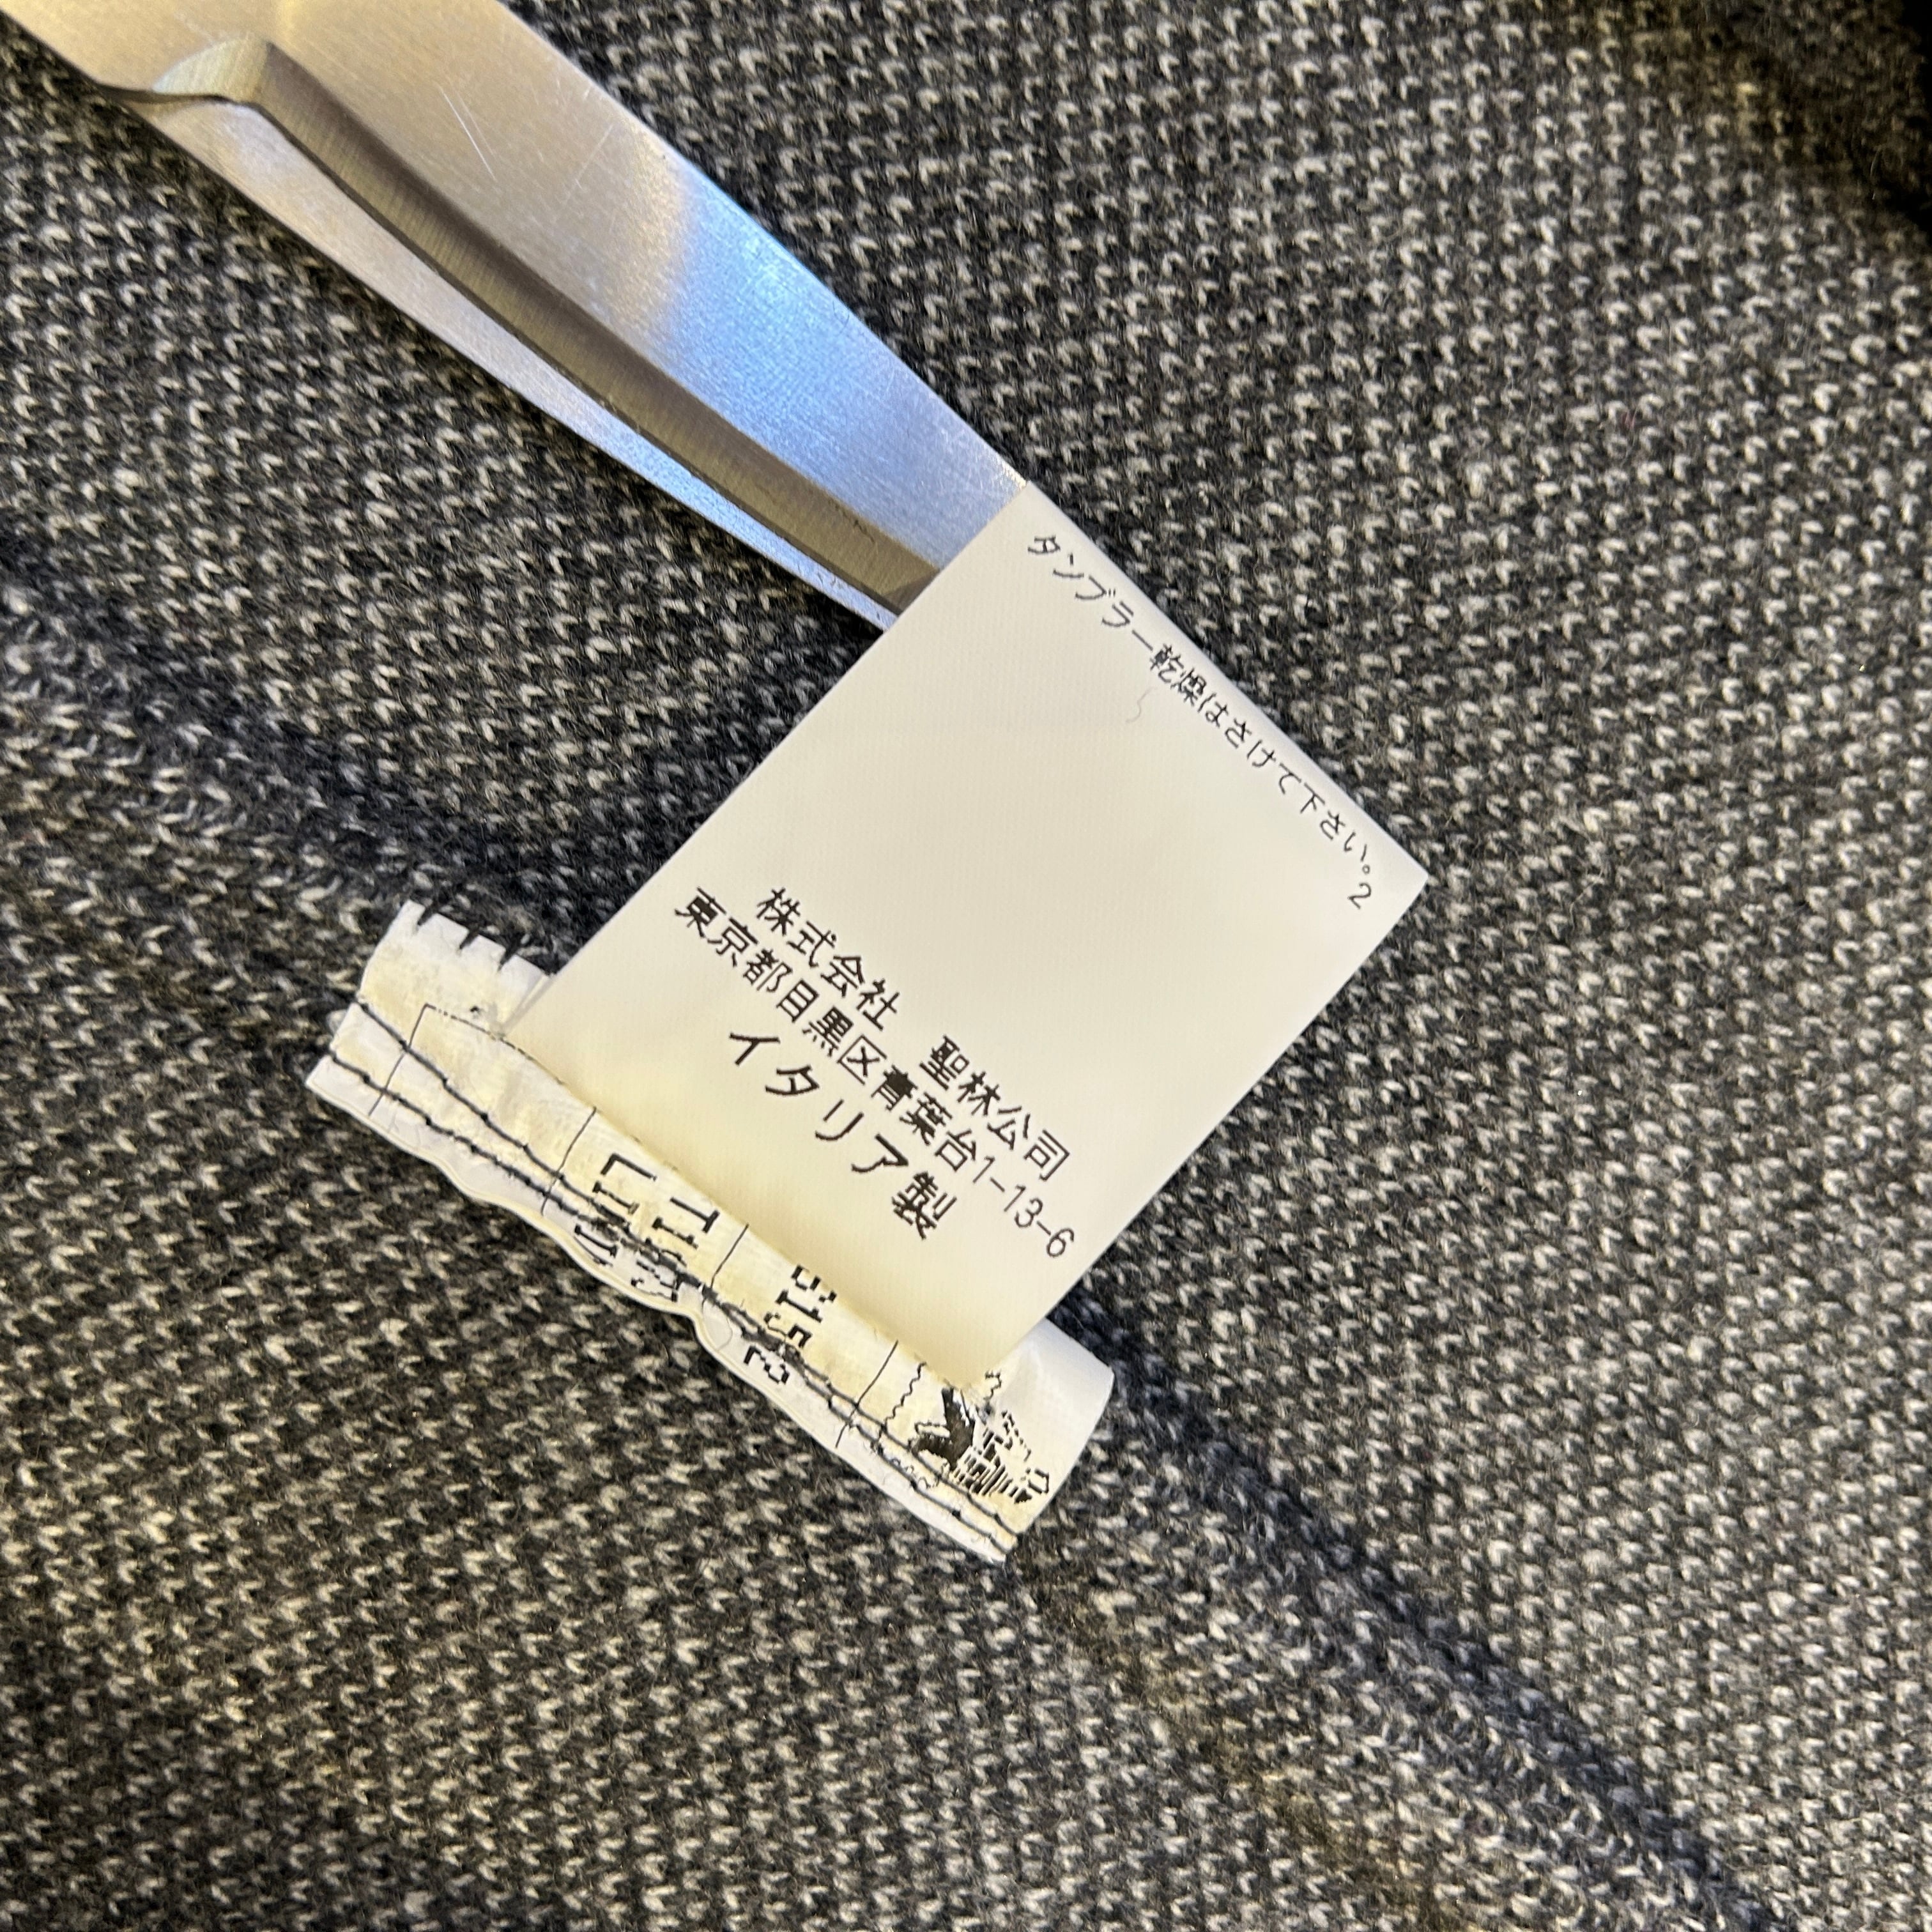 タンブラー乾燥はさけて下さい。2
株式会社　聖林公司
東京都目黒区青葉台1-13-6
イタリア製